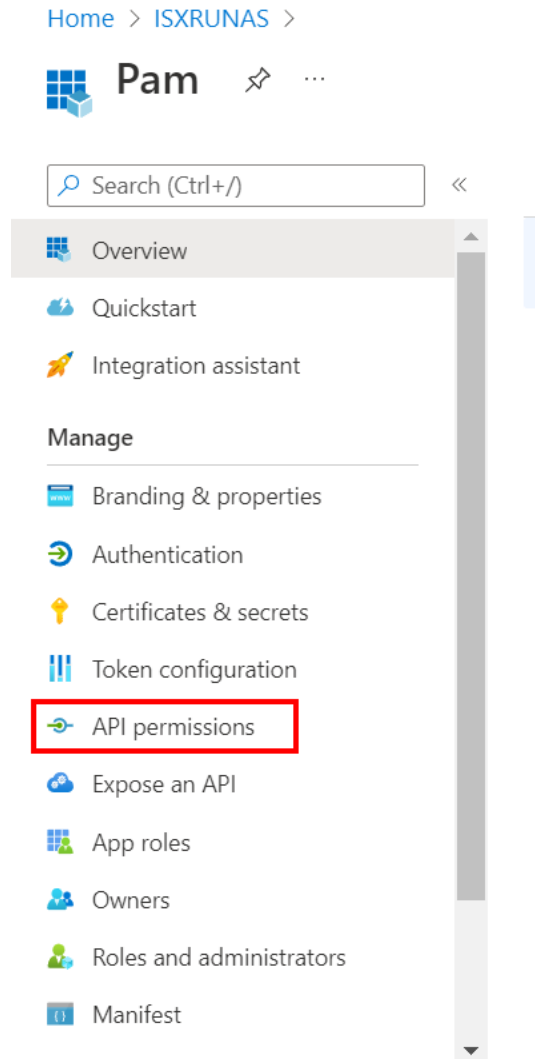 Home > ISXRUNAS >
Pam ...
Search (Ctrl+/) «
Overview
Quickstart
Integration assistant
Manage
Branding & properties
Authentication
Certificates & secrets
Token configuration
API permissions
Expose an API
App roles
Owners
Roles and administrators
Manifest